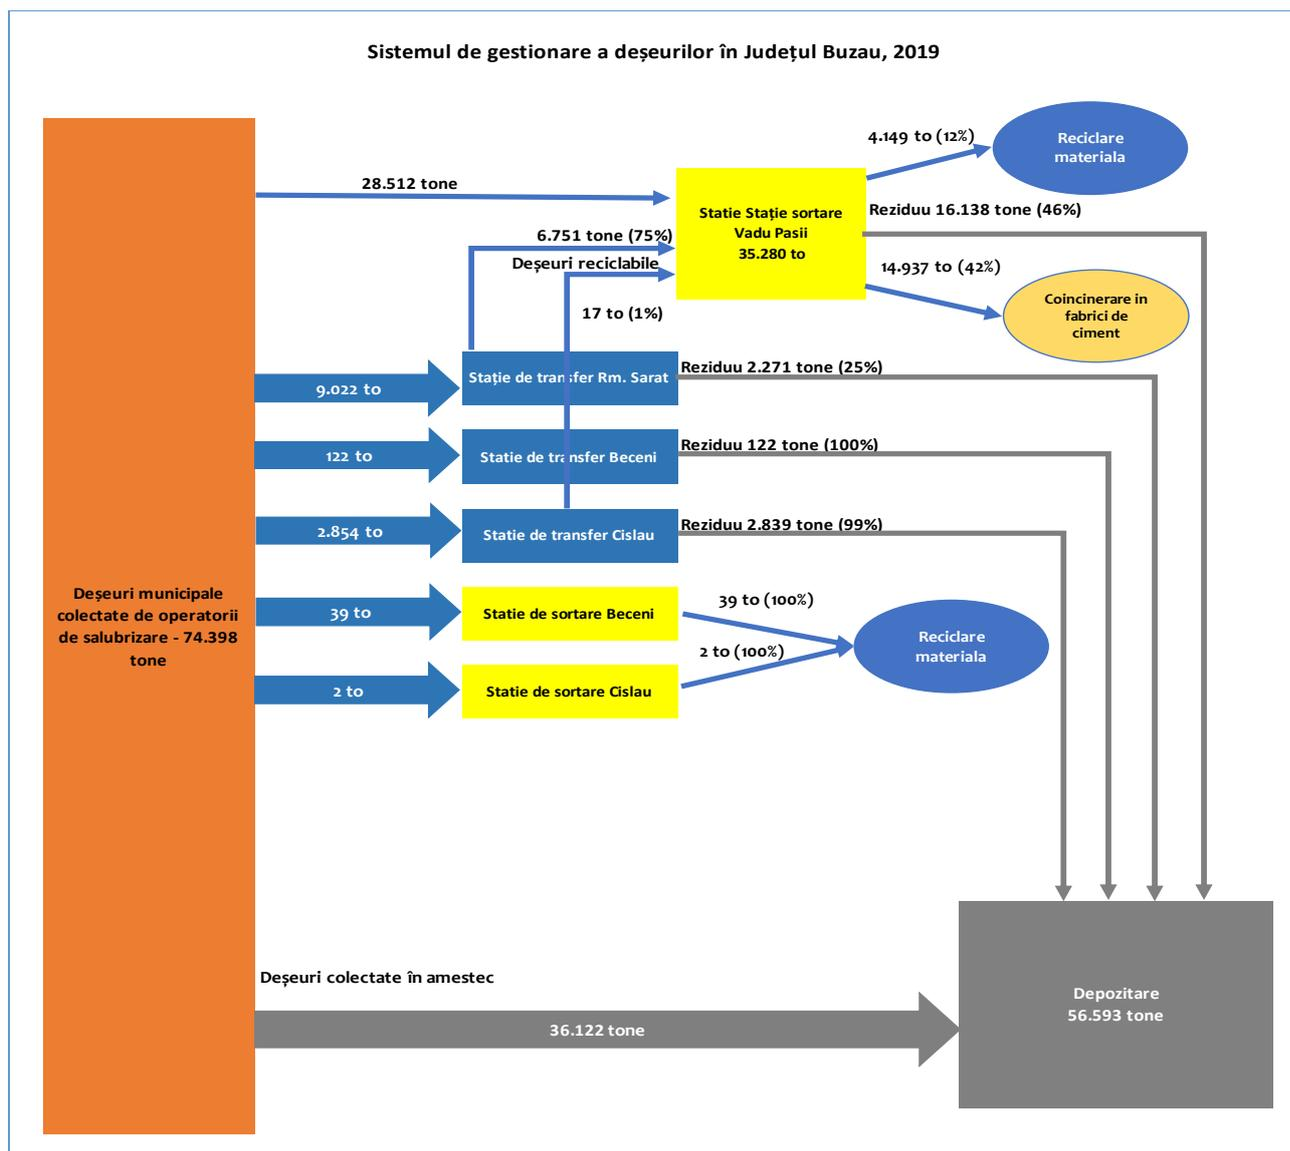 Sistemul de gestionare a deșeurilor în Județul Buzau, 2019
4.149 to (12%)
Reciclare
materiala
28.512 tone
Statie Stație sortare
Vadu Pasii
35.280 to
Reziduu 16.138 tone (46%)
6.751 tone (75%)
Deșeuri reciclabile
14.937 to (42%)
17 to (1%)
Coincinerare in
fabrici de
ciment
9.022 to
Stație de transfer Rm. Sarat
Reziduu 2.271 tone (25%)
122 to
Statie de transfer Beceni
Reziduu 122 tone (100%)
2.854 to
Statie de transfer Cislau
Reziduu 2.839 tone (99%)
Deșeuri municipale
colectate de operatorii
de salubrizare - 74.398
tone
39 to
Statie de sortare Beceni
39 to (100%)
2 to (100%)
Reciclare
materiala
2 to
Statie de sortare Cislau
Deșeuri colectate în amestec
36.122 tone
Depozitare
56.593 tone